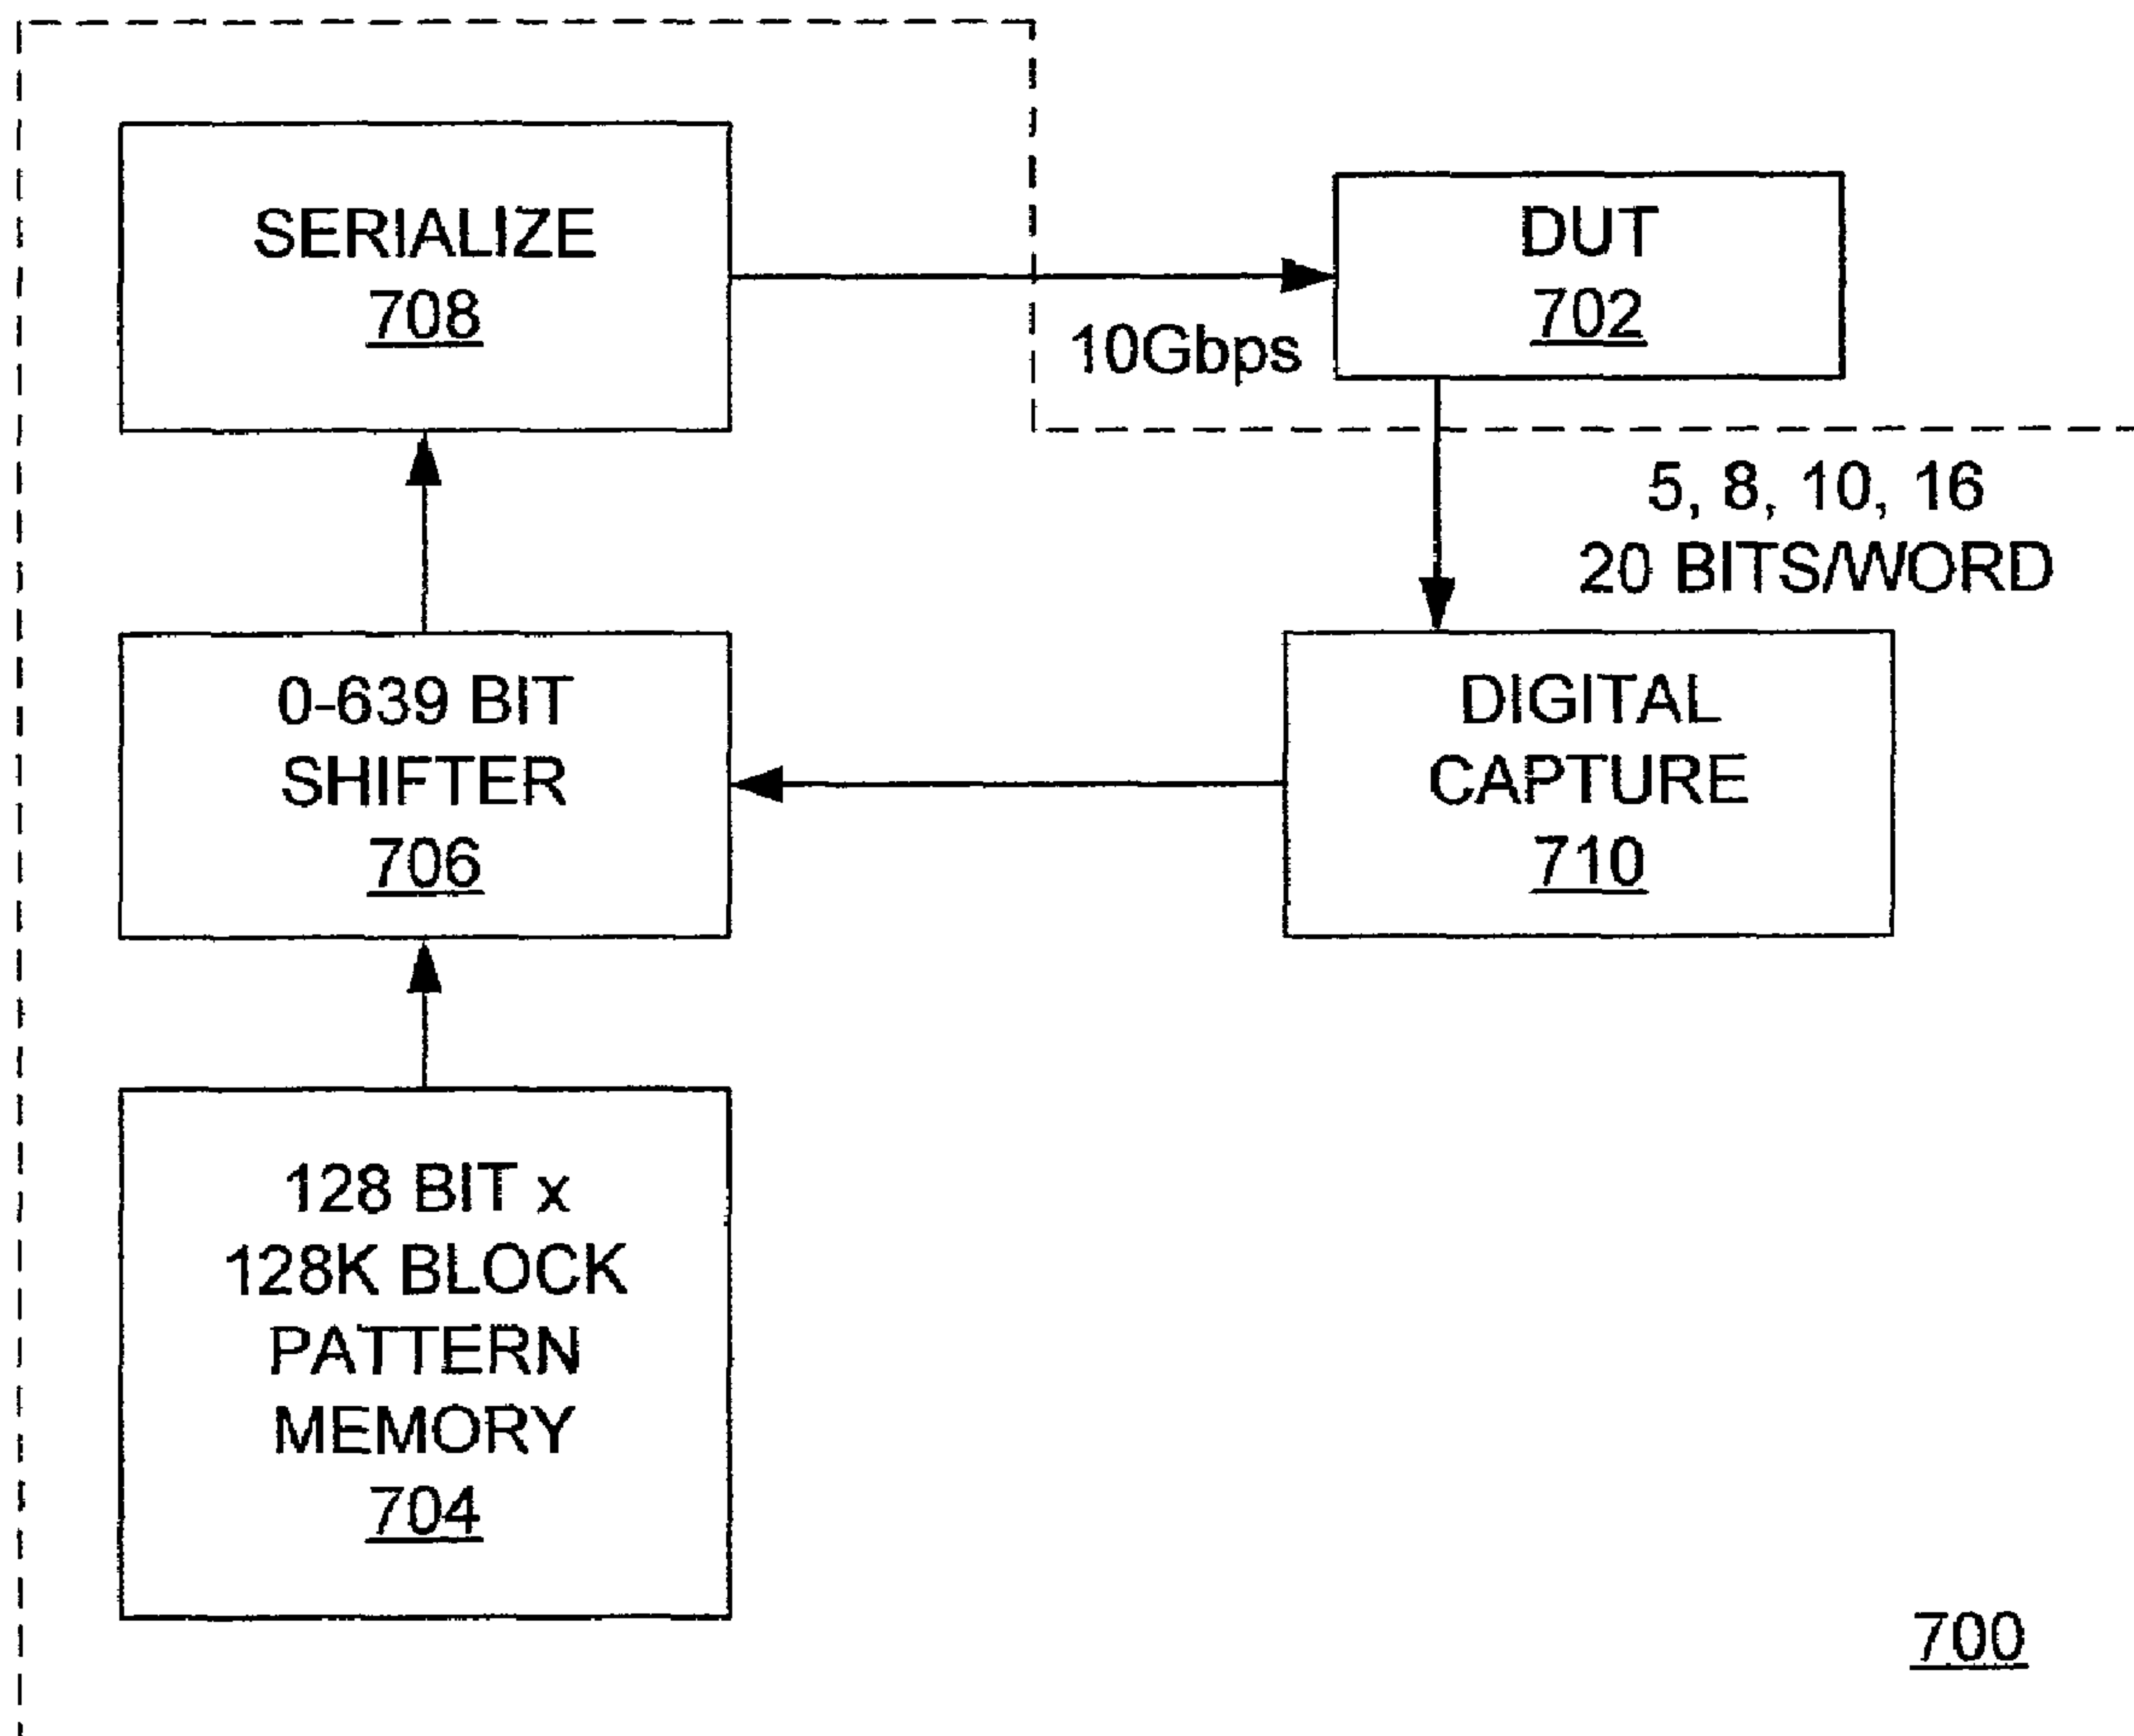 SERIALIZE
708
DUT
702
10Gbps
5, 8, 10, 16
20 BITS/WORD
0-639 BIT
SHIFTER
706
DIGITAL
CAPTURE
710
128 BIT x
128K BLOCK
PATTERN
MEMORY
704
700